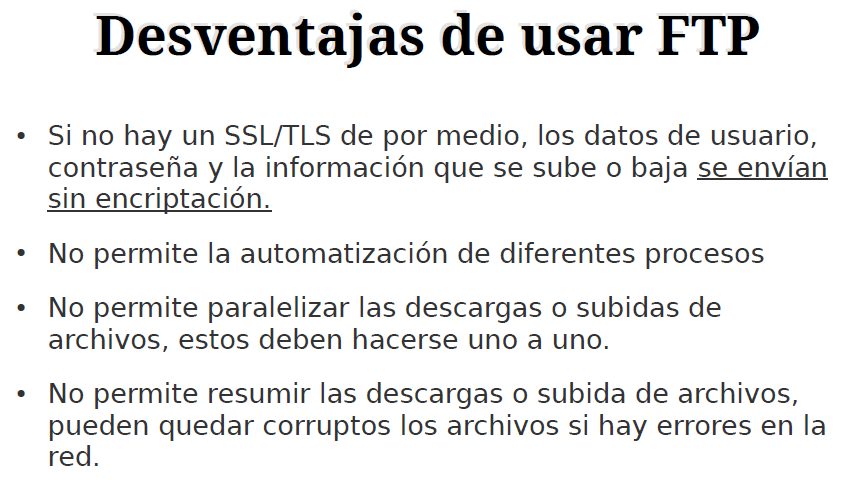 Desventajas de usar FTP
• Si no hay un SSL/TLS de por medio, los datos de usuario,
contraseña y la información que se sube o baja se envían
sin encriptación.
• No permite la automatización de diferentes procesos
• No permite paralelizar las descargas o subidas de
archivos, estos deben hacerse uno a uno.
• No permite resumir las descargas o subida de archivos,
pueden quedar corruptos los archivos si hay errores en la
red.